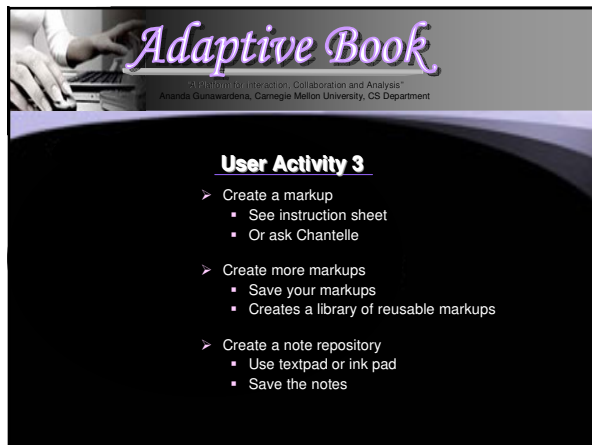 Adaptive Book
"A Platform for Interaction, Collaboration and Analysis"
Ananda Gunawardena, Carnegie Mellon University, CS Department
User Activity 3
➢ Create a markup
▪ See instruction sheet
▪ Or ask Chantelle
➢ Create more markups
▪ Save your markups
▪ Creates a library of reusable markups
➢ Create a note repository
▪ Use textpad or ink pad
▪ Save the notes